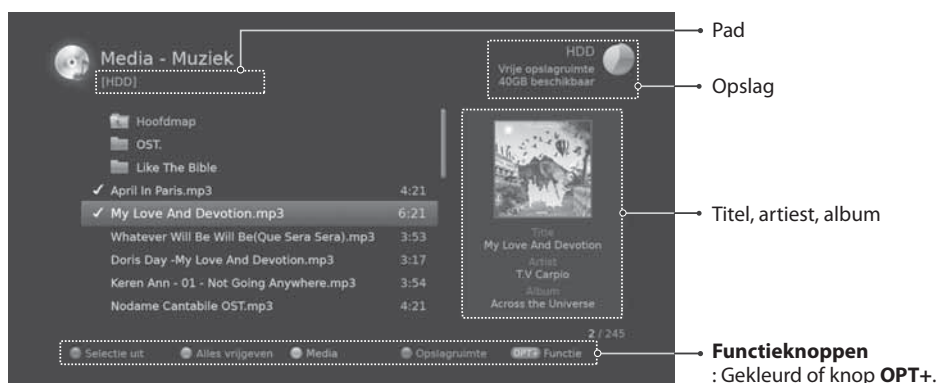 Media - Muziek
[HDD]
HDD
Vrije opslagruimte
40GB beschikbaar
Hoofdmap
OST.
Like The Bible
✓ April In Paris.mp3 4:21
✓ My Love And Devotion.mp3 6:21
Whatever Will Be Will Be(Que Sera Sera).mp3 3:53
Doris Day -My Love And Devotion.mp3 3:17
Keren Ann - 01 - Not Going Anywhere.mp3 3:54
Nodame Cantabile OST.mp3 4:21
Title
My Love And Devotion
Artist
T.V Carpio
Album
Across the Universe
2 / 245
Selectie uit Alles vrijgeven Media Opslagruimte OPT+ Functie
Pad
Opslag
Titel, artiest, album
Functieknoppen
: Gekleurd of knop OPT+.